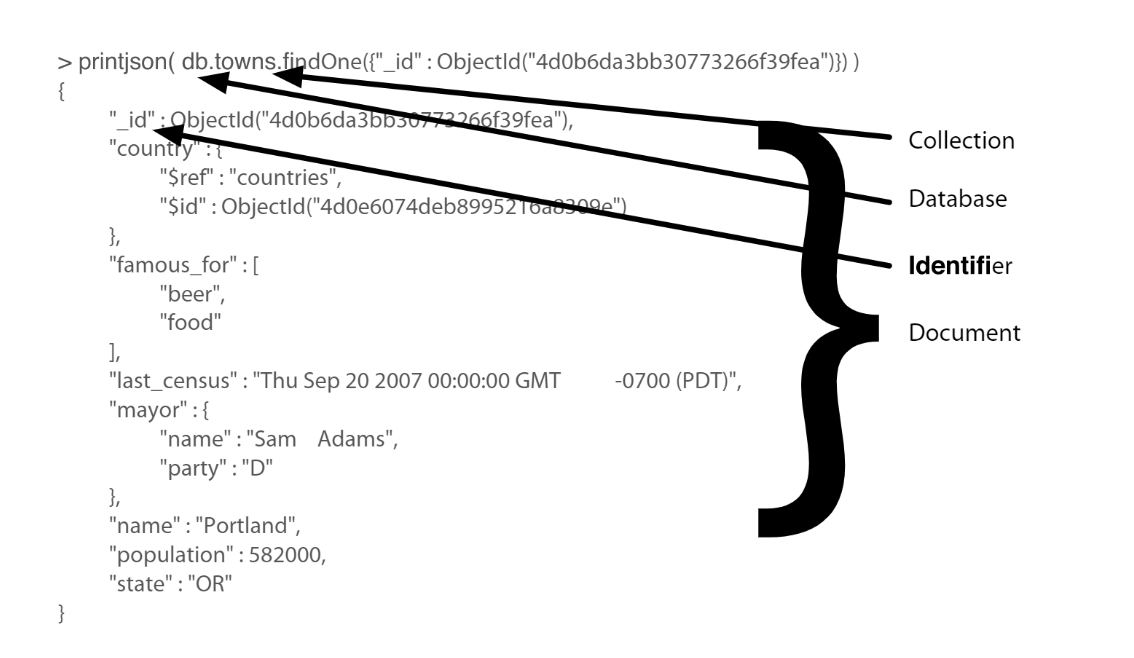 > printjson( db.towns.findOne({"_id" : ObjectId("4d0b6da3bb30773266f39fea")}) )
{
"_id" : ObjectId("4d0b6da3bb30773266f39fea"),
"country" : {
"$ref" : "countries",
"$id" : ObjectId("4d0e6074deb8995216a8309e")
},
"famous_for" : [
"beer",
"food"
],
"last_census" : "Thu Sep 20 2007 00:00:00 GMT -0700 (PDT)",
"mayor" : {
"name" : "Sam Adams",
"party" : "D"
},
"name" : "Portland",
"population" : 582000,
"state" : "OR"
}
Collection
Database
Identifier
Document